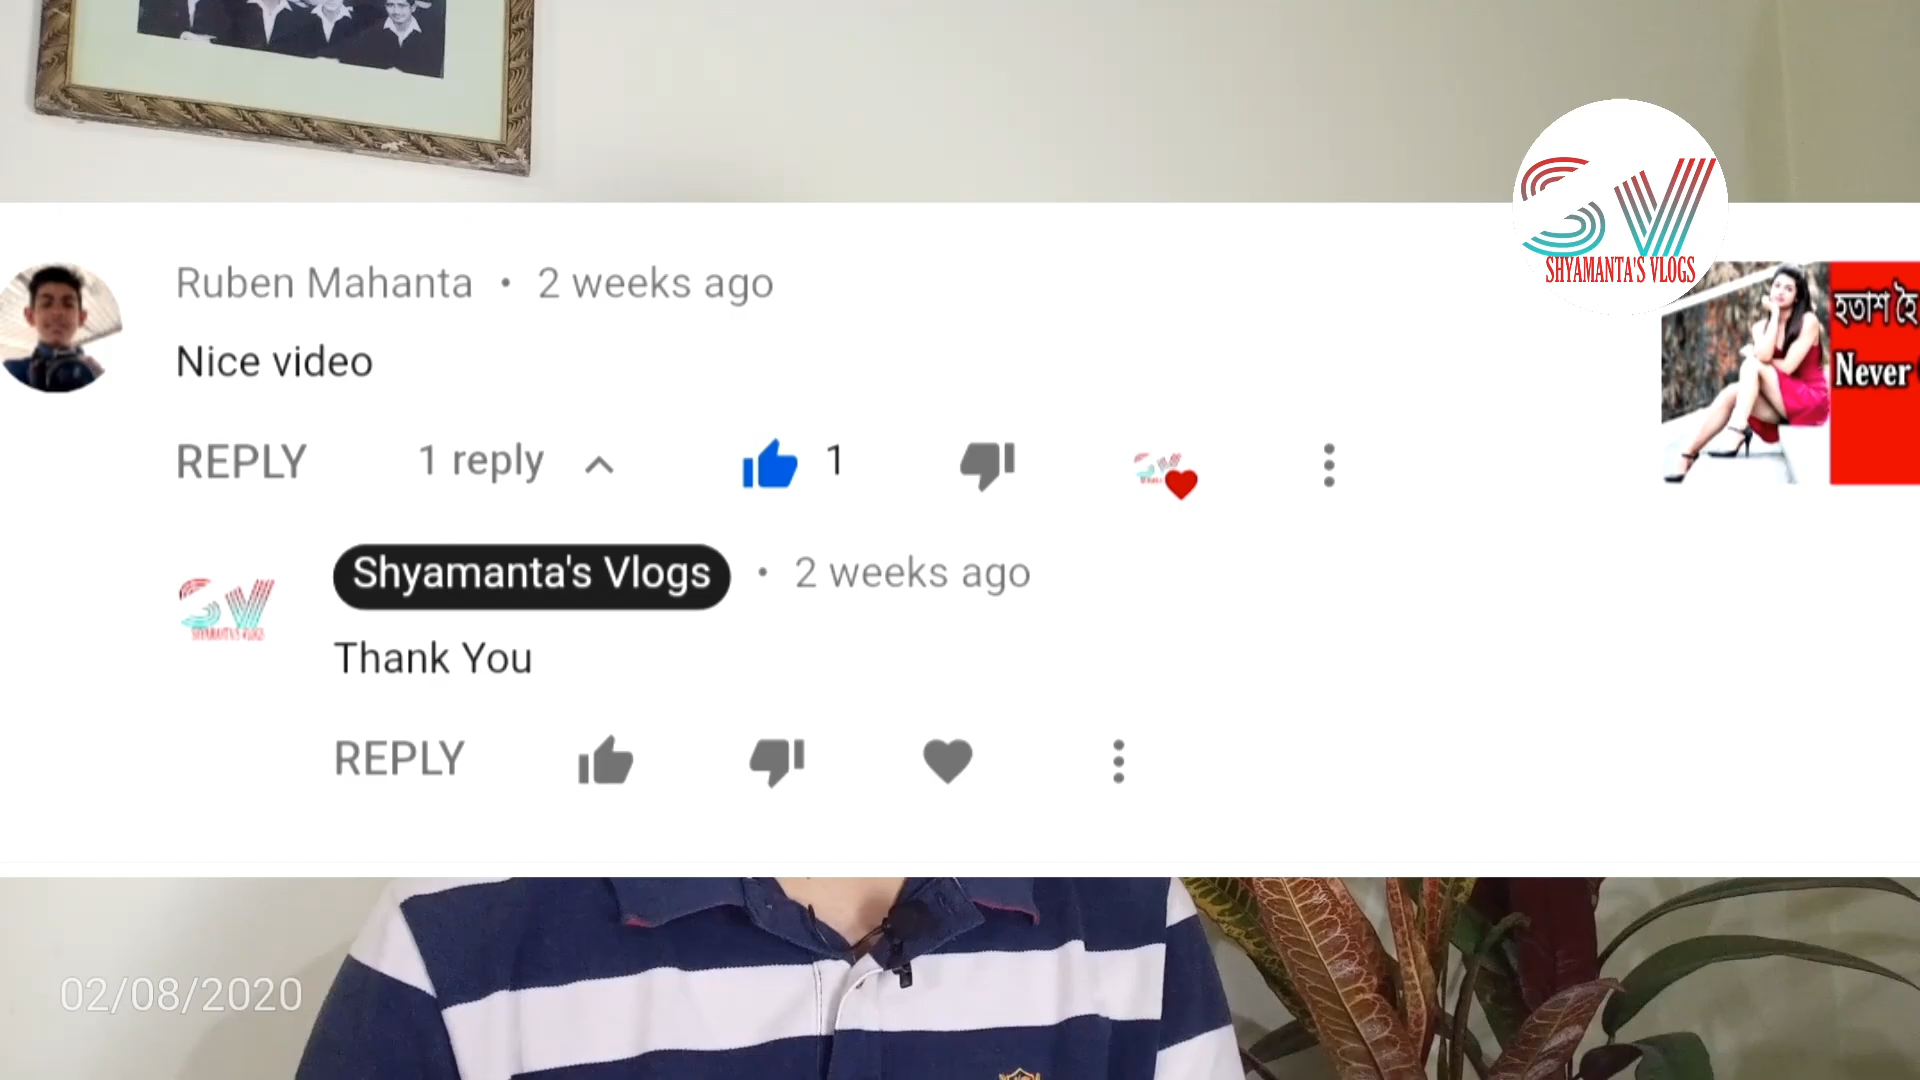 SHYAMANTA'S VLOGS
Ruben Mahanta • 2 weeks ago
Nice video
হতাশ হৈ
Never
REPLY 1 reply 1
Shyamanta's Vlogs • 2 weeks ago
Thank You
REPLY
02/08/2020